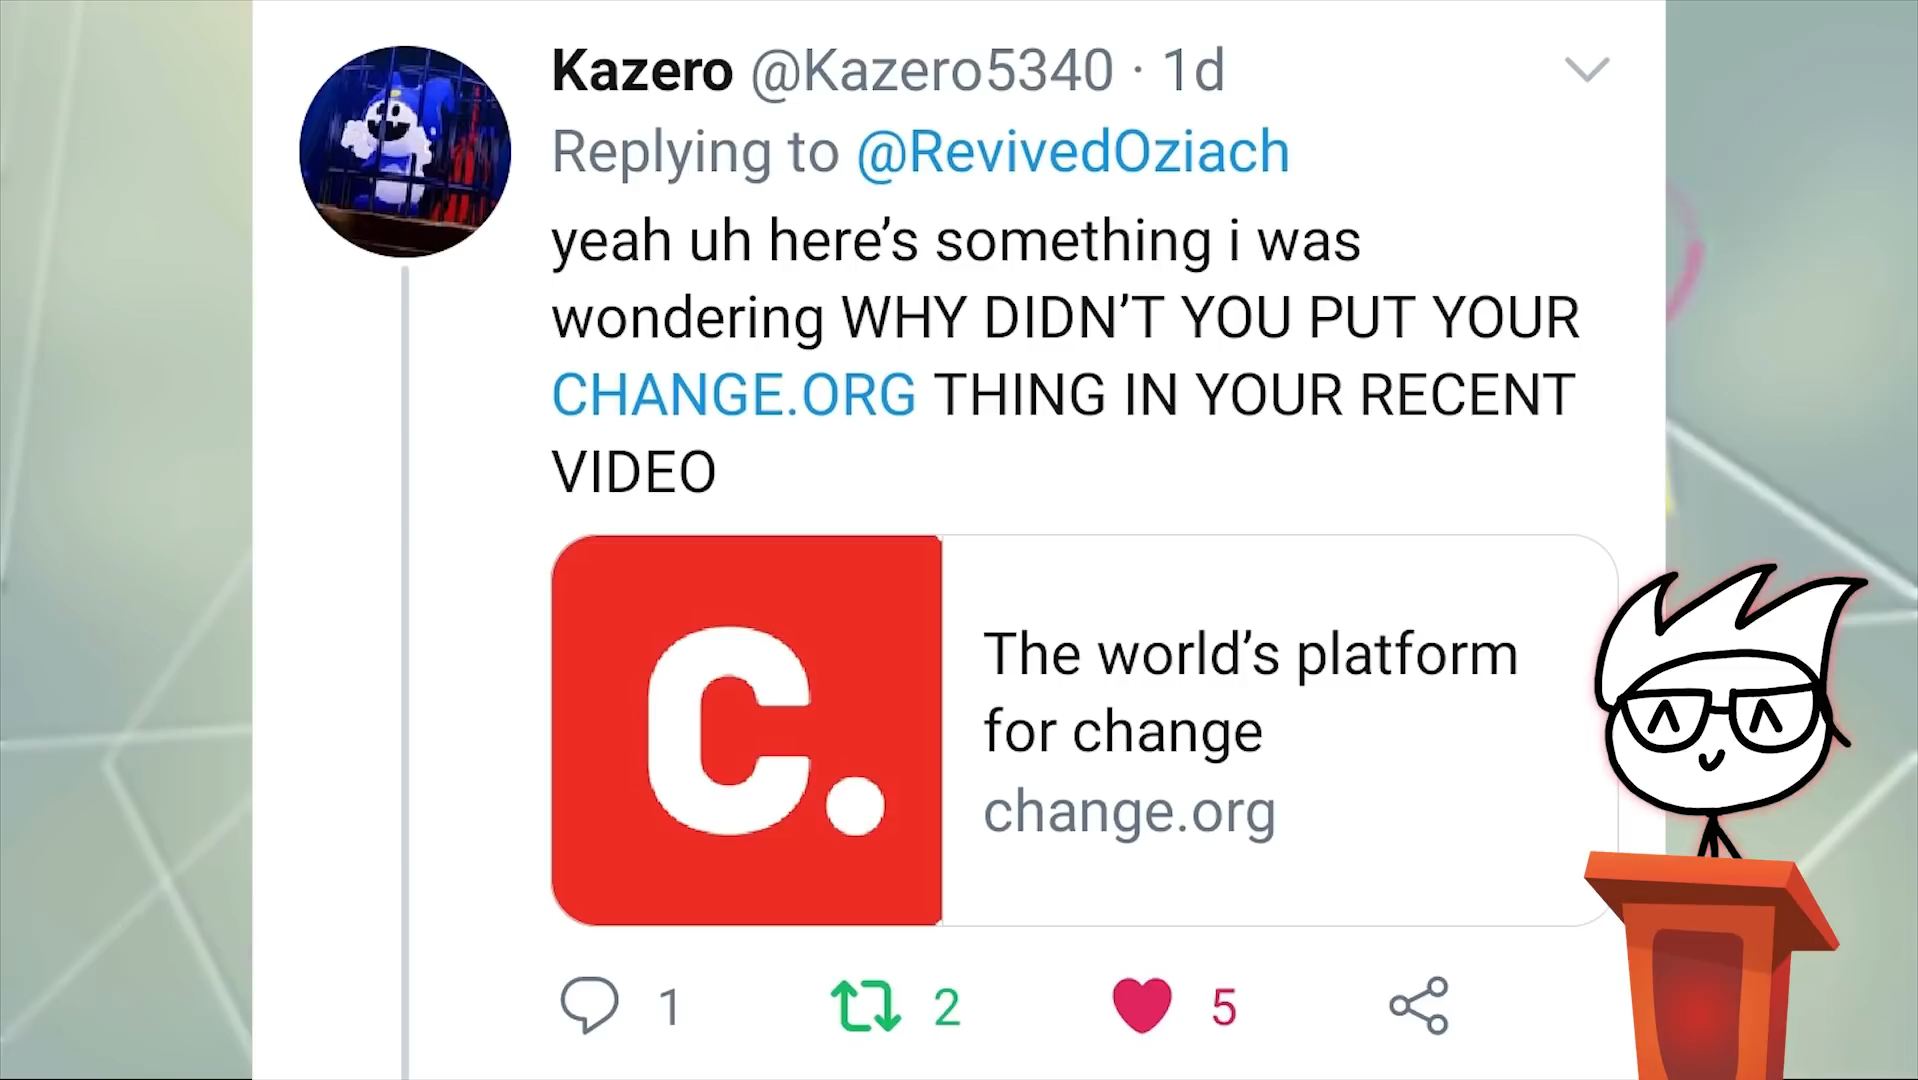 Kazero @Kazero5340 · 1d
Replying to @RevivedOziach
yeah uh here’s something i was
wondering WHY DIDN’T YOU PUT YOUR
CHANGE.ORG THING IN YOUR RECENT
VIDEO
C.
The world’s platform
for change
change.org
1 2 5